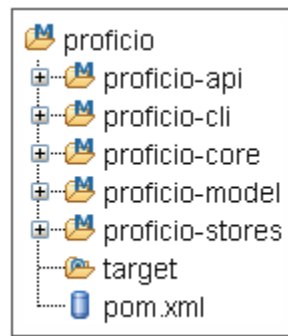 proficio
proficio-api
proficio-cli
proficio-core
proficio-model
proficio-stores
target
pom.xml